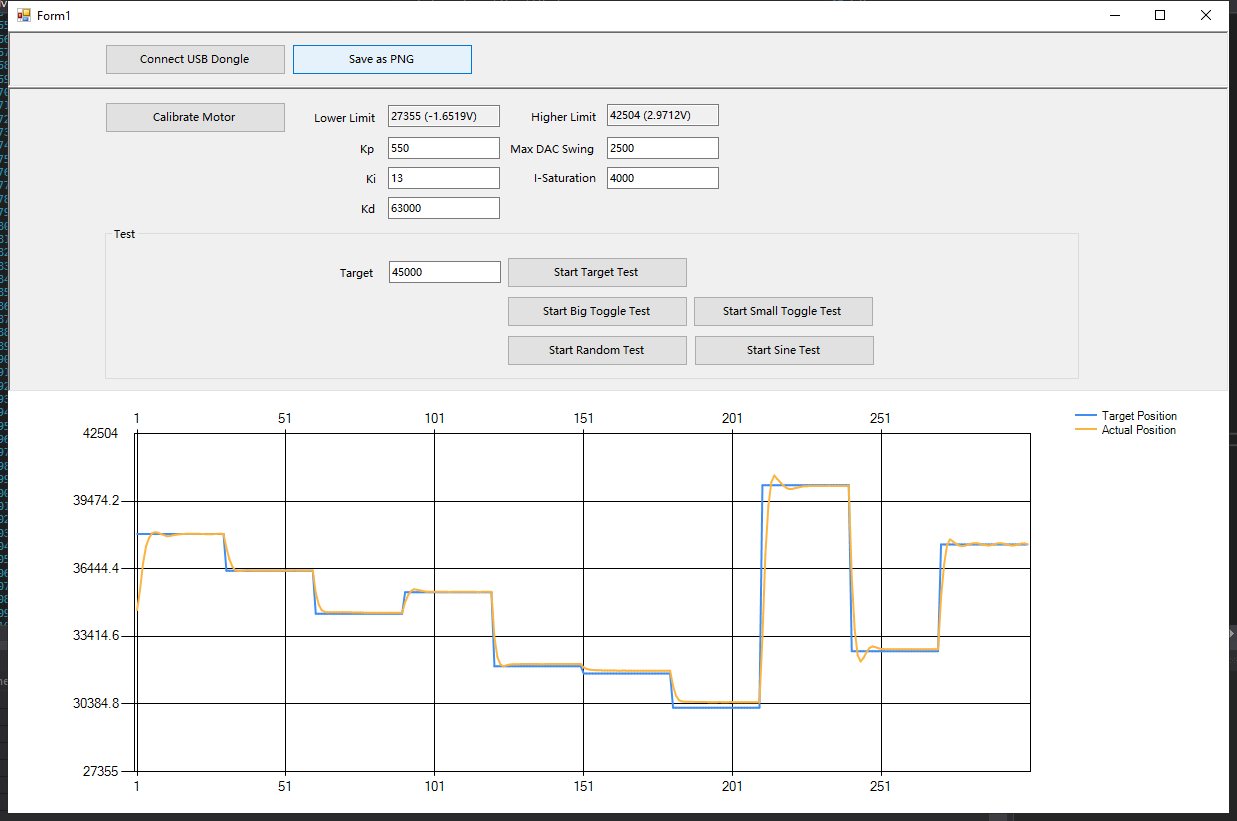 Form1
Connect USB Dongle
Save as PNG
Calibrate Motor
Lower Limit
27355 (-1.6519V)
Higher Limit
42504 (2.9712V)
Kp
550
Max DAC Swing
2500
Ki
13
I-Saturation
4000
Kd
63000
Test
Target
45000
Start Target Test
Start Big Toggle Test
Start Small Toggle Test
Start Random Test
Start Sine Test
1 51 101 151 201 251
Target Position
Actual Position
42504
39474.2
36444.4
33414.6
30384.8
27355
1 51 101 151 201 251